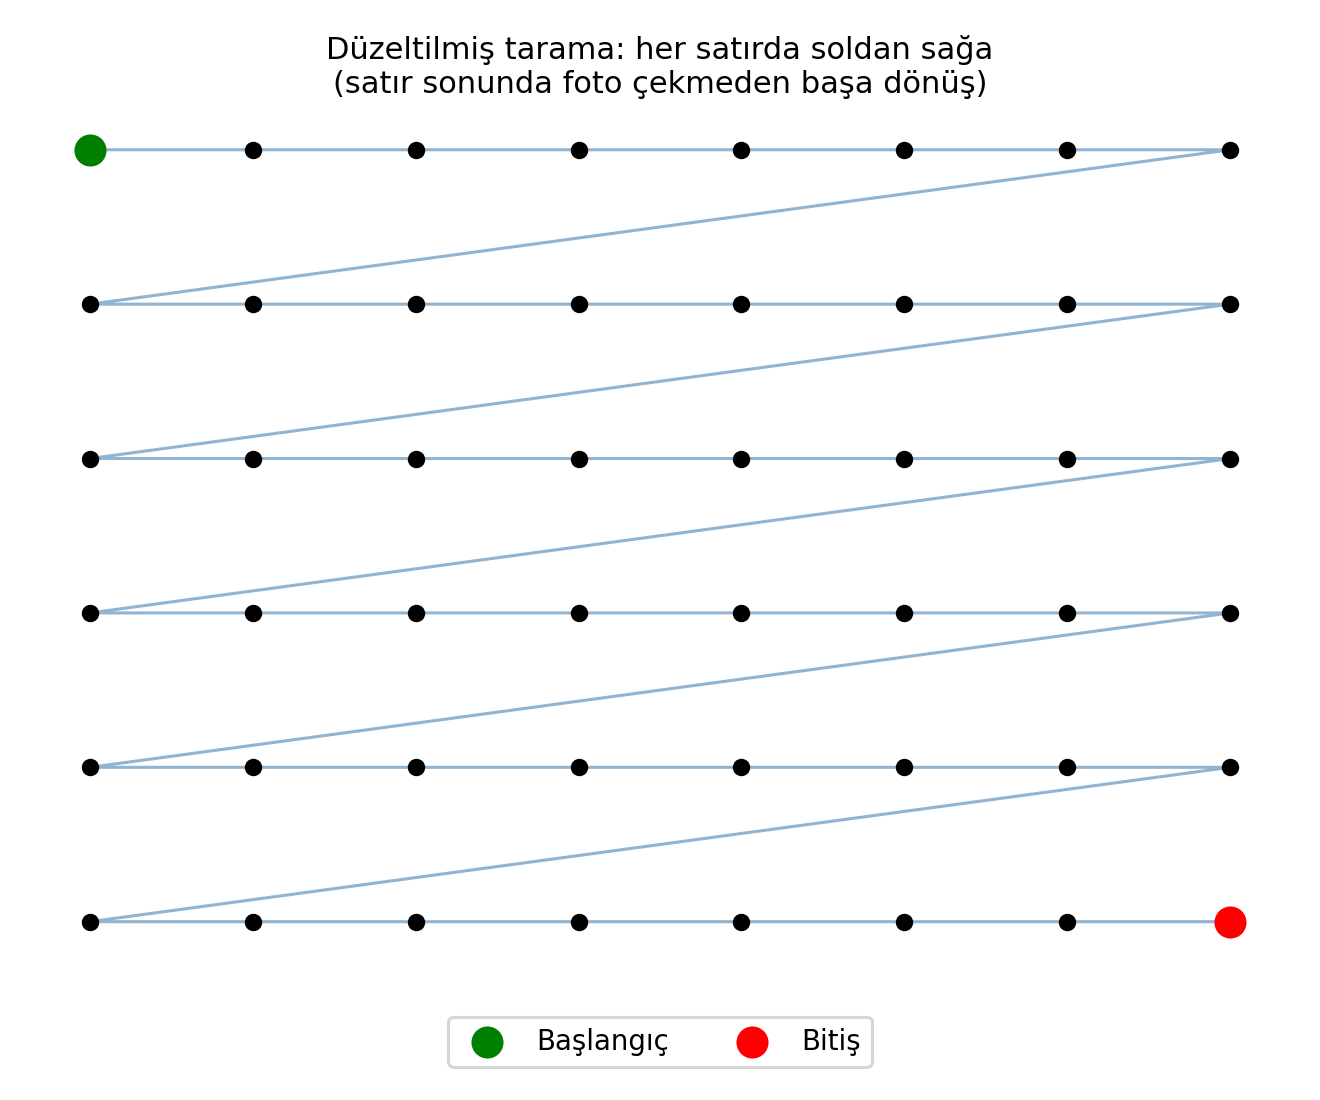 Düzeltilmiş tarama: her satırda soldan sağa
(satır sonunda foto çekmeden başa dönüş)
Başlangıç
Bitiş